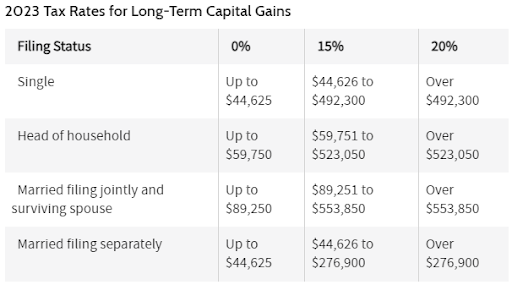 2023 Tax Rates for Long-Term Capital Gains
Filing Status 0% 15% 20%
Single Up to $44,626 to Over
$44,625 $492,300 $492,300
Head of household Up to $59,751 to Over
$59,750 $523,050 $523,050
Married filing jointly and Up to $89,251 to Over
surviving spouse $89,250 $553,850 $553,850
Married filing separately Up to $44,626 to Over
$44,625 $276,900 $276,900